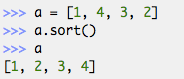 >>> a = [1, 4, 3, 2]
>>> a.sort()
>>> a
[1, 2, 3, 4]